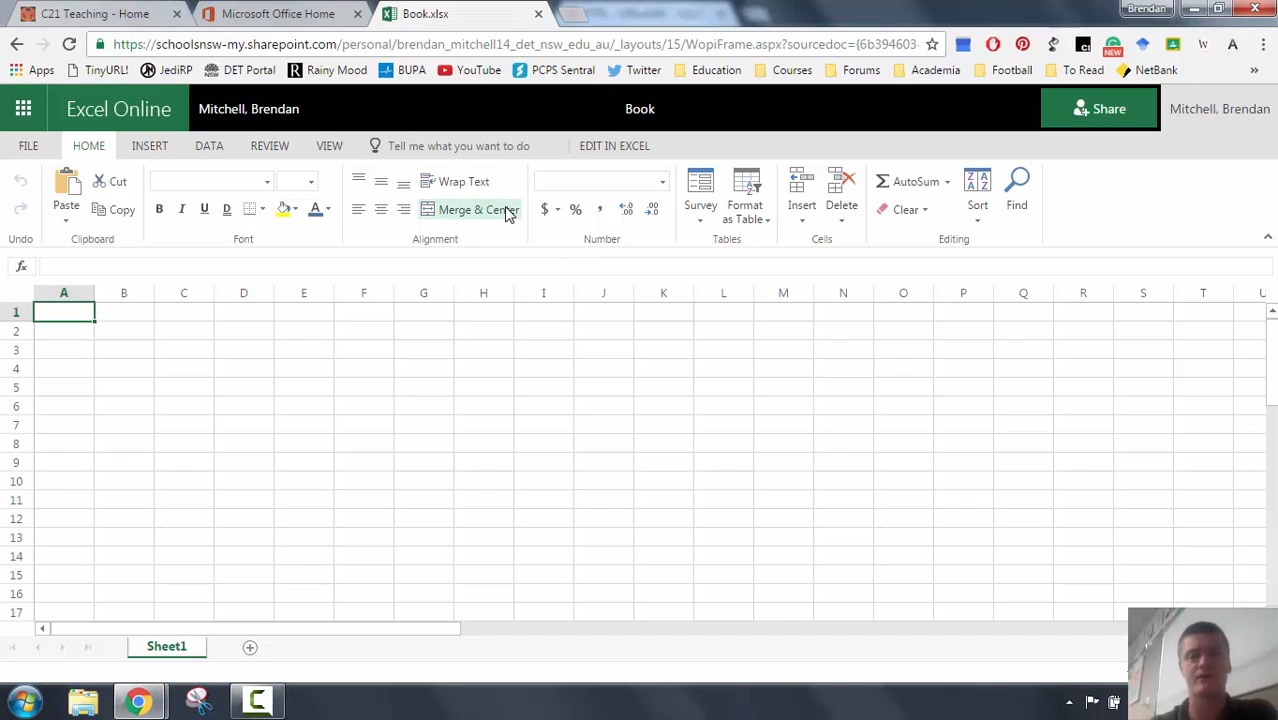 C21 Teaching - Home
Microsoft Office Home
Book.xlsx
Brendan
https://schoolsnsw-my.sharepoint.com/personal/brendan_mitchell14_det_nsw_edu_au/_layouts/15/WopiFrame.aspx?sourcedoc={6b394603-
Apps TinyURL! JediRP DET Portal Rainy Mood BUPA YouTube PCPS Sentral Twitter Education Courses Forums Academia Football To Read NetBank »
Excel Online Mitchell, Brendan Book Share Mitchell, Brendan
FILE HOME INSERT DATA REVIEW VIEW Tell me what you want to do EDIT IN EXCEL
Cut Wrap Text AutoSum
Paste Copy B I U D A Merge & Center $ % , .00 Survey Format as Table Insert Delete Clear Sort Find
Undo Clipboard Font Alignment Number Tables Cells Editing
fx
A B C D E F G H I J K L M N O P Q R S T U
1
2
3
4
5
6
7
8
9
10
11
12
13
14
15
16
17
Sheet1